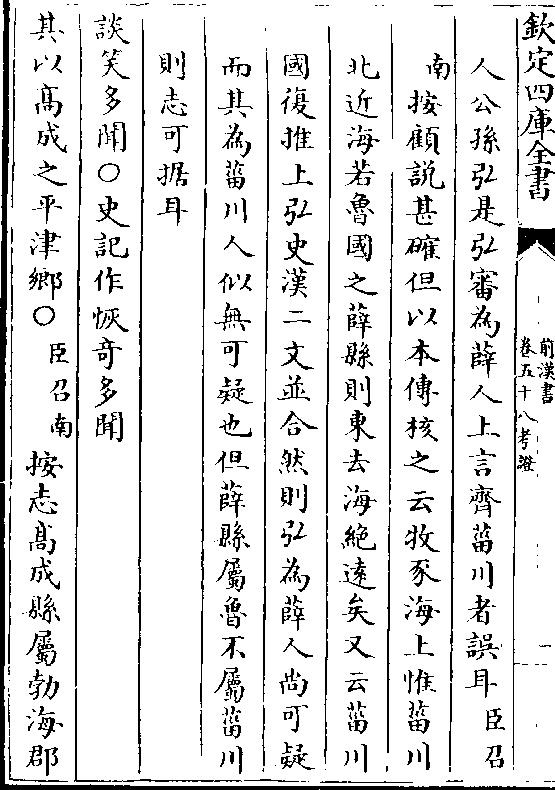 欽定四庫全書
前漢書
卷五十八考證
人公孫弘是弘審為薛人上言齊菑川者誤耳臣召
南按顧說甚確但以本傳核之云牧豕海上惟菑川
北近海若魯國之薛縣則東去海絶逺矣又云菑川
國復推上弘史漢二文並合然則弘為薛人尚可疑
而其為菑川人似無可疑也但薛縣屬魯不屬菑川
則志可据耳
談笑多聞○史記作恢奇多聞
其以髙成之平津鄉○臣召南按志髙成縣屬勃海郡